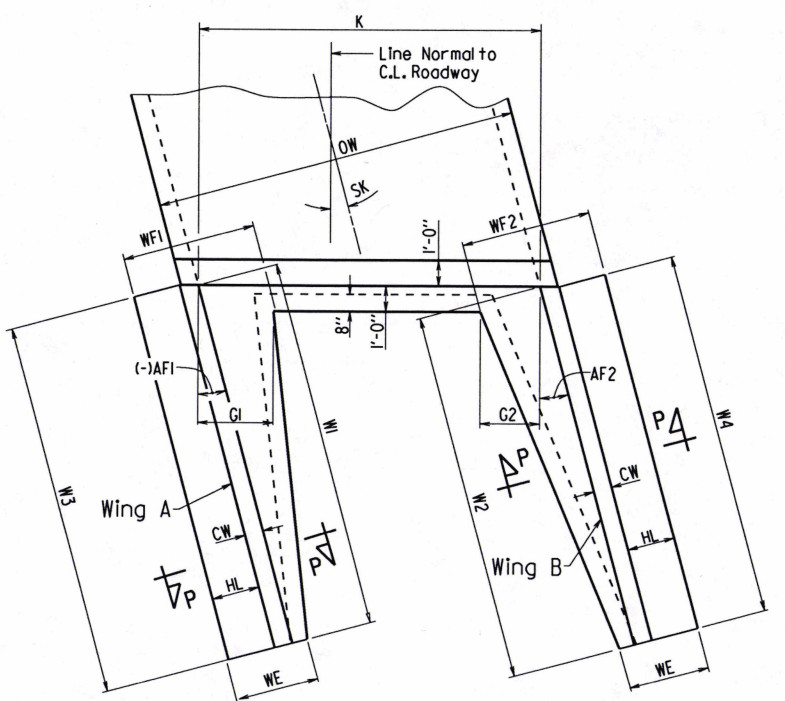 K
Line Normal to
C.L. Roadway
OW
SK
WF1
WF2
1'-0"
8"
1'-0"
(-)AF1
AF2
G1
G2
W1
W4
P
P
W3
W2
CW
Wing A
CW
P
HL
Wing B
HL
P
WE
WE